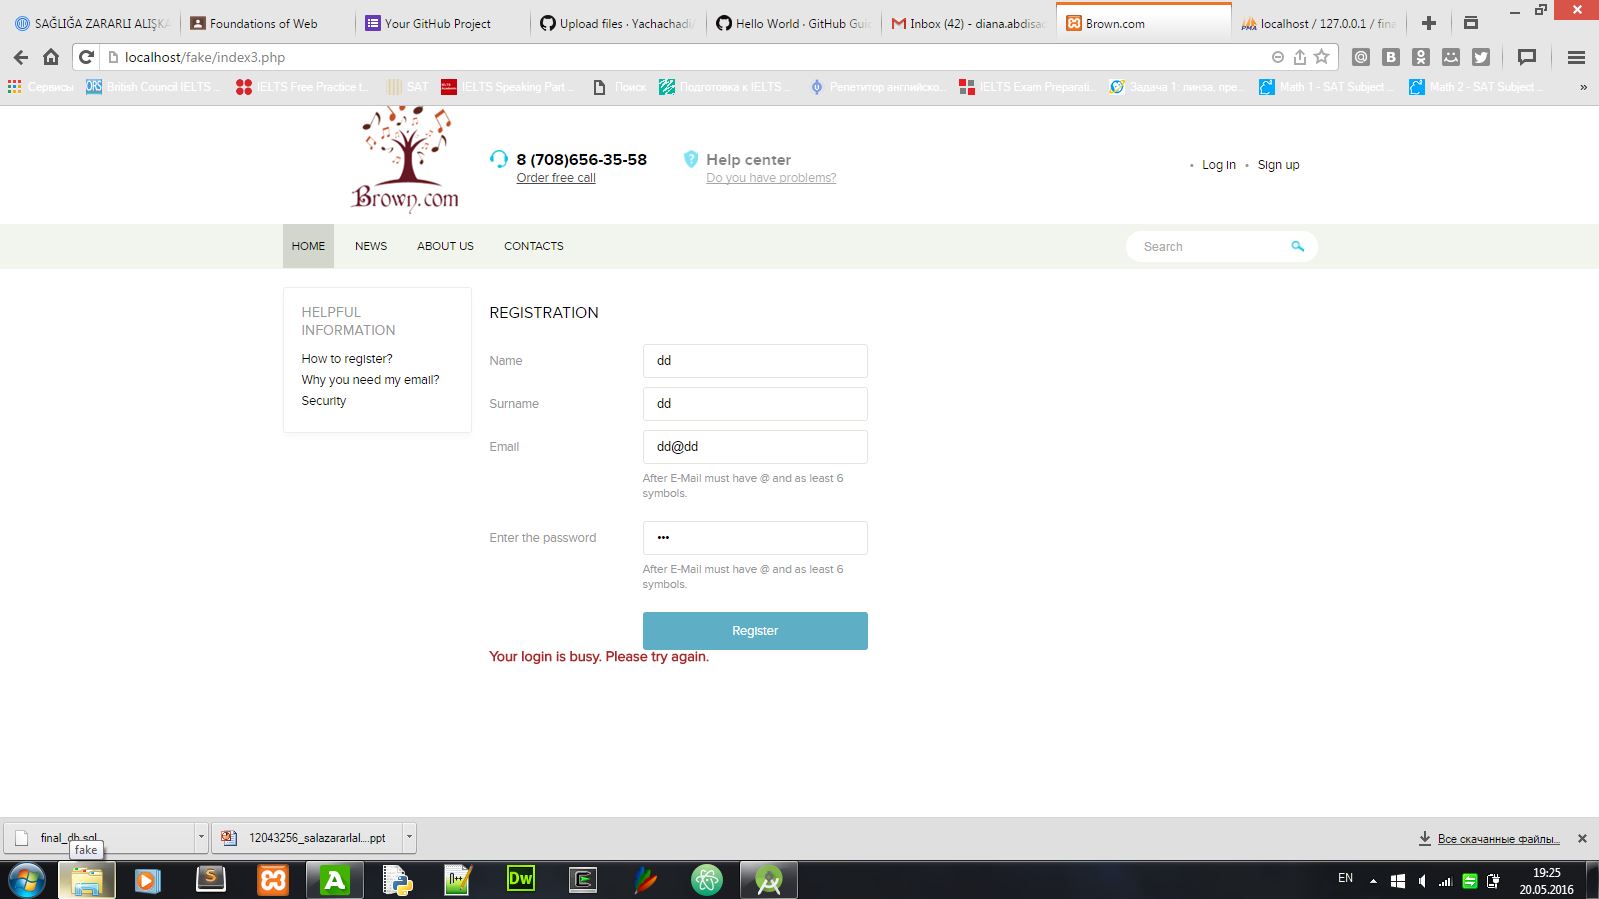 SAĞLIĞA ZARARLI ALIŞKA
Foundations of Web
Your GitHub Project
Upload files · Yachachadi/
Hello World · GitHub Guid
Inbox (42) - diana.abdisad
Brown.com
localhost / 127.0.0.1 / fina
localhost/fake/index3.php
Сервисы
British Council IELTS ...
IELTS Free Practice t...
SAT
IELTS Speaking Part ...
Поиск
Подготовка к IELTS ...
Репетитор английско...
IELTS Exam Preparati...
Задача 1: линза, пре...
Math 1 - SAT Subject ...
Math 2 - SAT Subject ...
»
Brown.com
8 (708)656-35-58
Order free call
Help center
Do you have problems?
Log in
Sign up
HOME
NEWS
ABOUT US
CONTACTS
Search
HELPFUL
INFORMATION
How to register?
Why you need my email?
Security
REGISTRATION
Name
dd
Surname
dd
Email
dd@dd
After E-Mail must have @ and as least 6
symbols.
Enter the password
•••
After E-Mail must have @ and as least 6
symbols.
Register
Your login is busy. Please try again.
final_db.sql
12043256_salazararlal....ppt
Все скачанные файлы...
fake
EN
19:25
20.05.2016